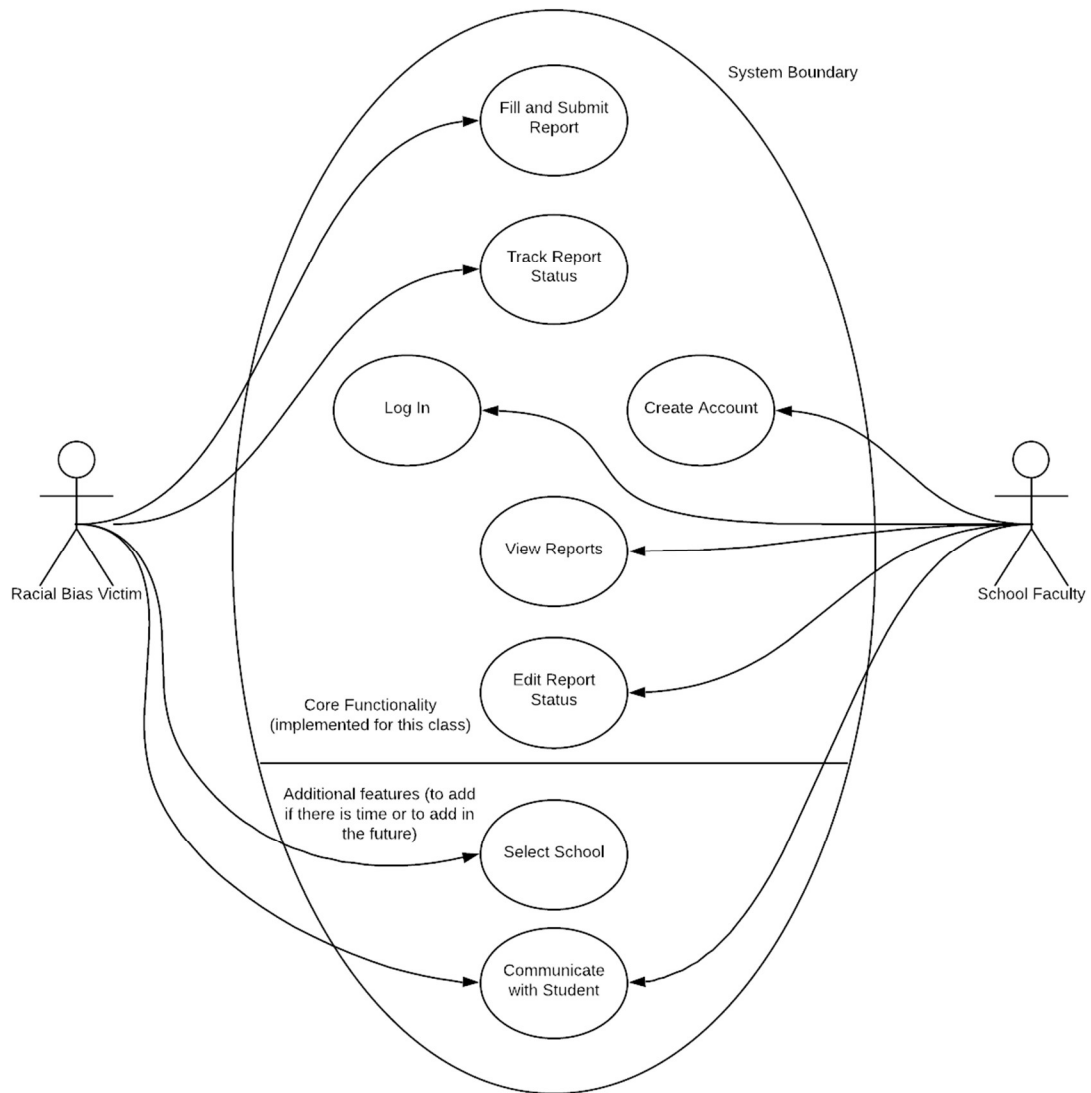 System Boundary
Fill and Submit
Report
Track Report
Status
Log In
Create Account
Racial Bias Victim
School Faculty
View Reports
Edit Report
Status
Core Functionality
(implemented for this class)
Additional features (to add
if there is time or to add in
the future)
Select School
Communicate
with Student